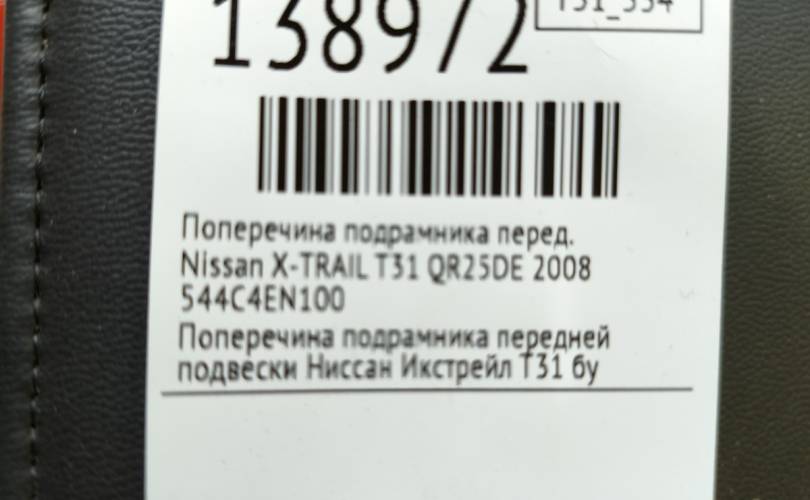 138972
T31_334
Поперечина подрамника перед.
Nissan X-TRAIL T31 QR25DE 2008
544C4EN100
Поперечина подрамника передней
подвески Ниссан Икстрейл Т31 бу